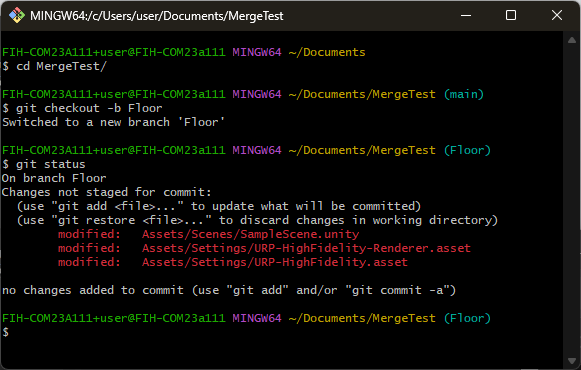 MINGW64:/c/Users/user/Documents/MergeTest
FIH-COM23A111+user@FIH-COM23a111 MINGW64 ~/Documents
$ cd MergeTest/
FIH-COM23A111+user@FIH-COM23a111 MINGW64 ~/Documents/MergeTest (main)
$ git checkout -b Floor
Switched to a new branch 'Floor'
FIH-COM23A111+user@FIH-COM23a111 MINGW64 ~/Documents/MergeTest (Floor)
$ git status
On branch Floor
Changes not staged for commit:
  (use "git add <file>..." to update what will be committed)
  (use "git restore <file>..." to discard changes in working directory)
        modified:   Assets/Scenes/SampleScene.unity
        modified:   Assets/Settings/URP-HighFidelity-Renderer.asset
        modified:   Assets/Settings/URP-HighFidelity.asset
no changes added to commit (use "git add" and/or "git commit -a")
FIH-COM23A111+user@FIH-COM23a111 MINGW64 ~/Documents/MergeTest (Floor)
$